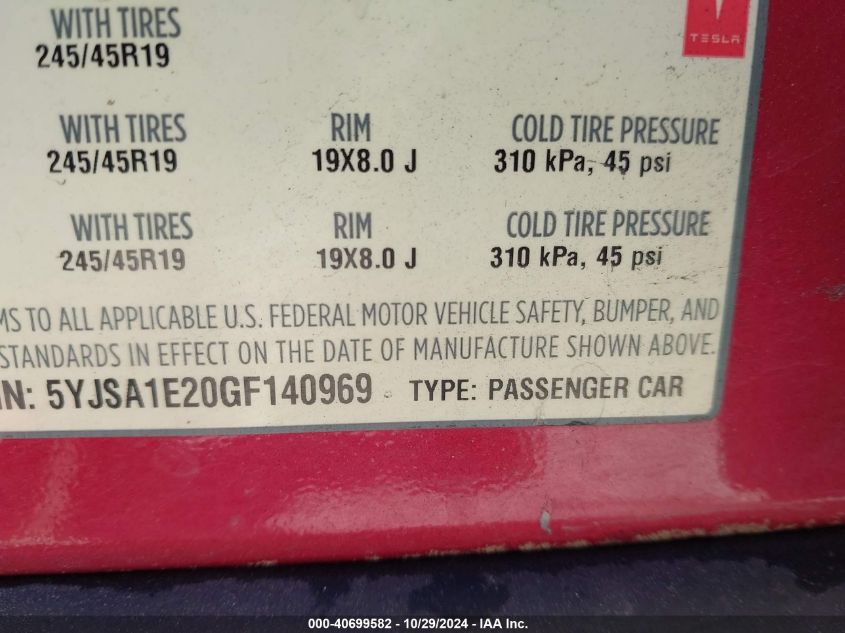 WITH TIRES
245/45R19
TESLA
WITH TIRES RIM COLD TIRE PRESSURE
245/45R19 19X8.0 J 310 kPa, 45 psi
WITH TIRES RIM COLD TIRE PRESSURE
245/45R19 19X8.0 J 310 kPa, 45 psi
MS TO ALL APPLICABLE U.S. FEDERAL MOTOR VEHICLE SAFETY, BUMPER, AND
STANDARDS IN EFFECT ON THE DATE OF MANUFACTURE SHOWN ABOVE.
IN: 5YJSA1E20GF140969 TYPE: PASSENGER CAR
000-40699582 - 10/29/2024 - IAA Inc.